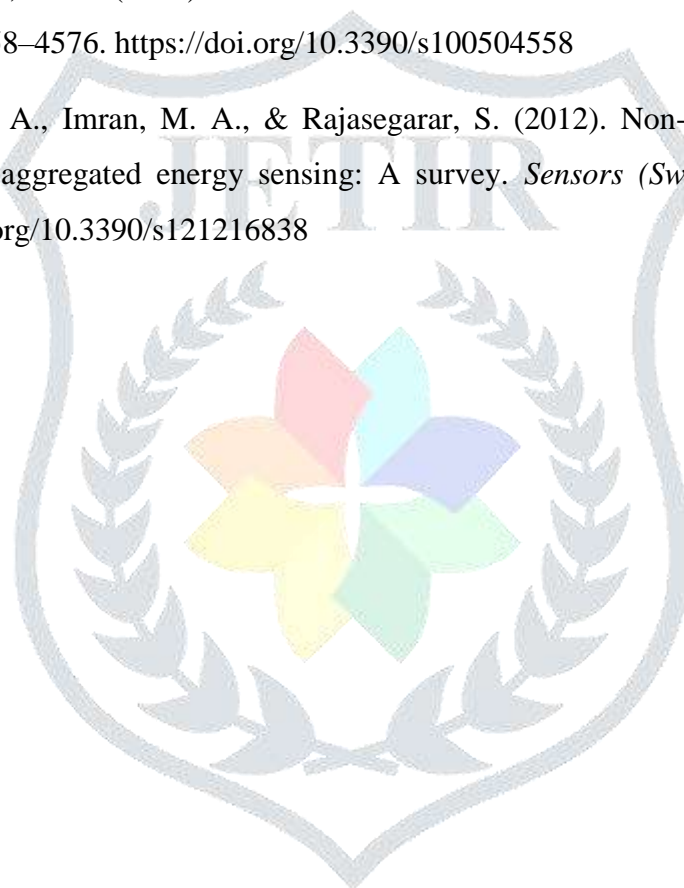 8–4576. https://doi.org/10.3390/s100504558
A., Imran, M. A., & Rajasegarar, S. (2012). Non-
aggregated energy sensing: A survey. Sensors (Sw
org/10.3390/s121216838
JETIR